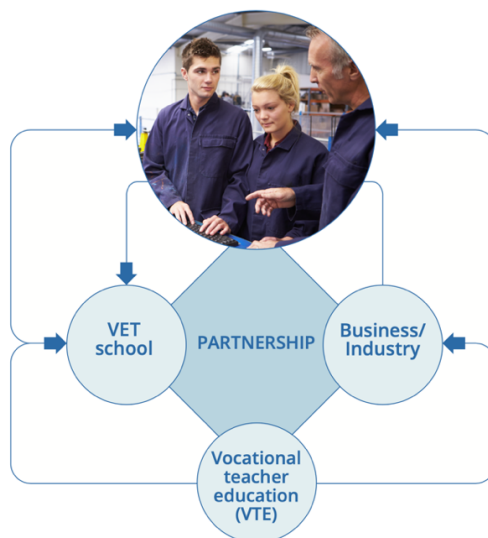 VET
school
PARTNERSHIP
Business/
Industry
Vocational
teacher
education
(VTE)